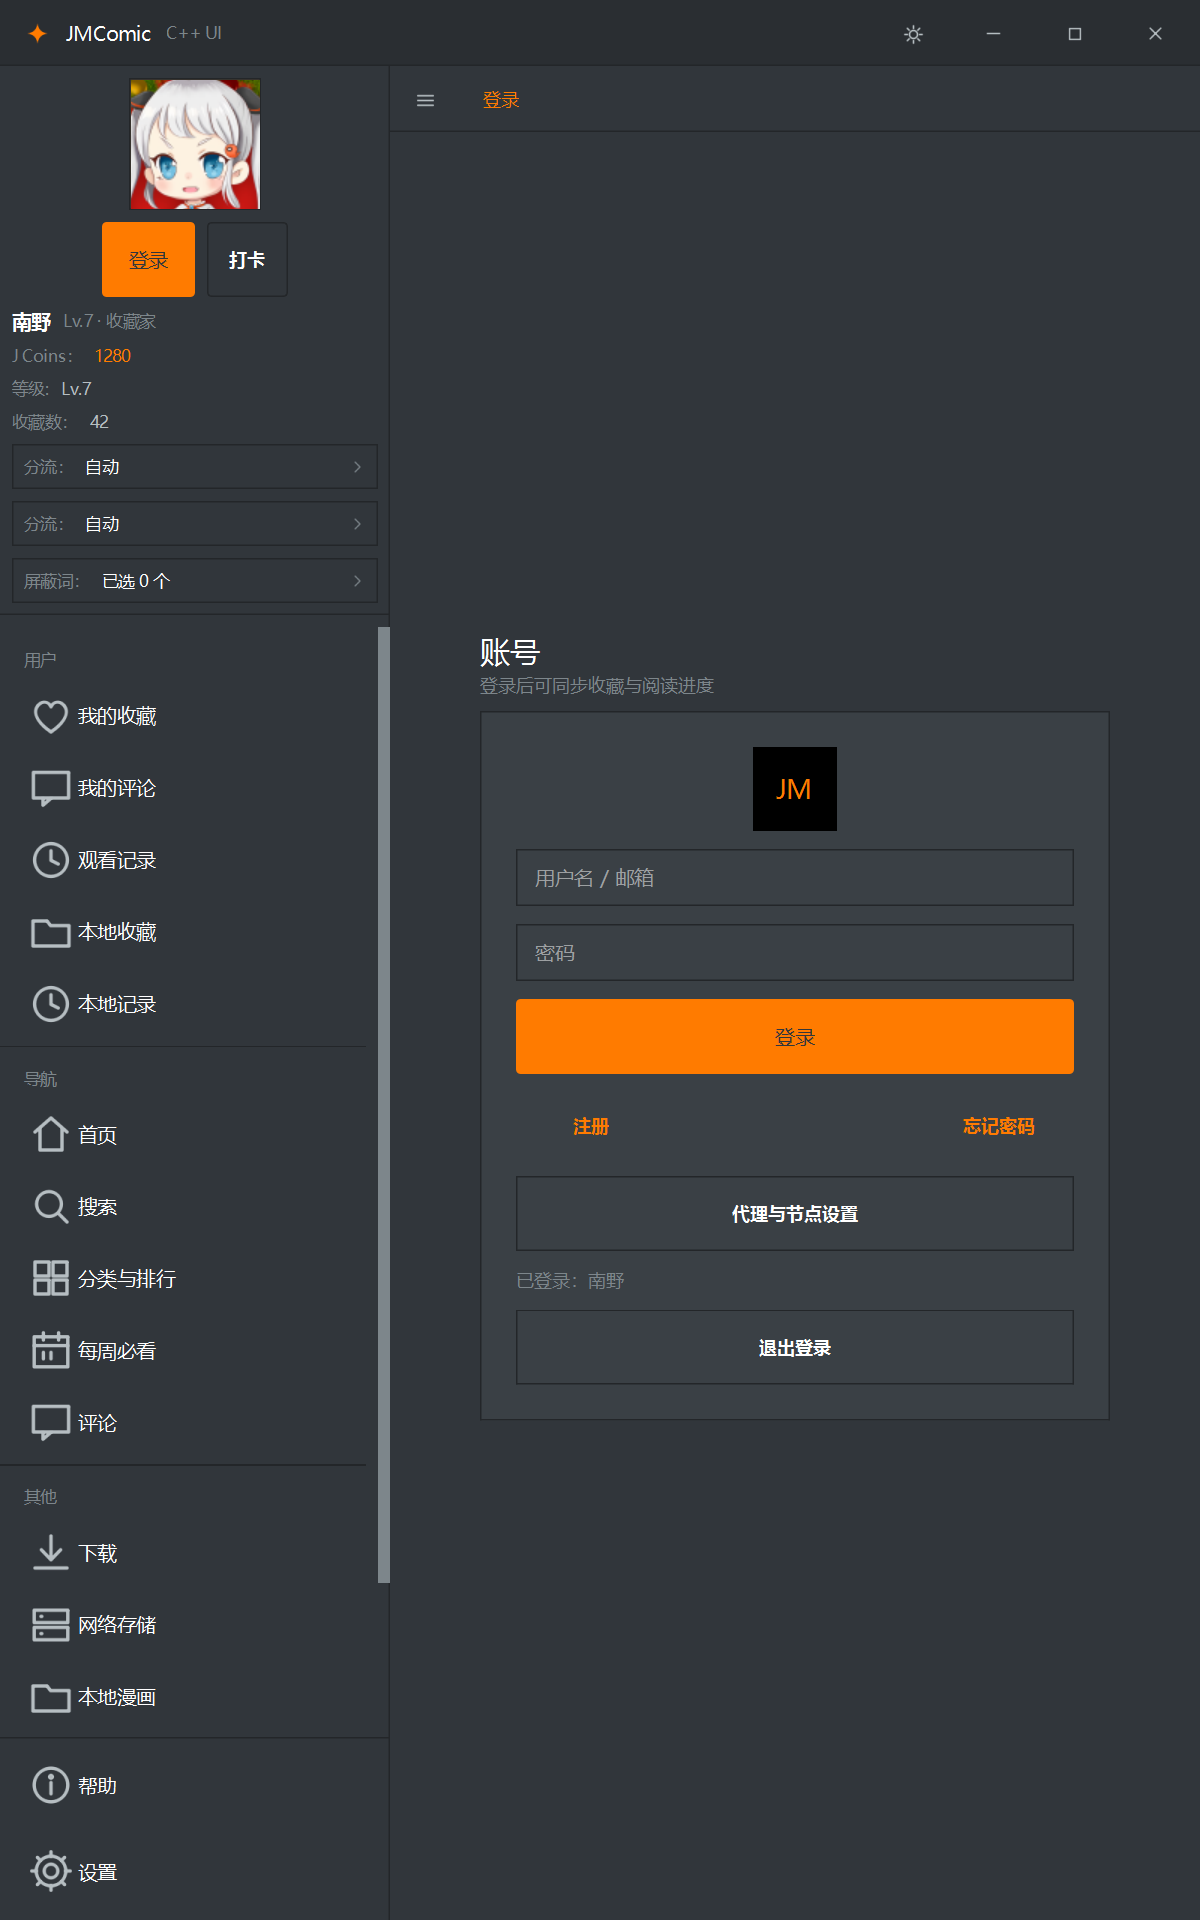 JMComic C++ UI
登录
登录 打卡
南野 Lv.7 · 收藏家
J Coins： 1280
等级: Lv.7
收藏数： 42
分流： 自动
分流： 自动
屏蔽词： 已选 0 个
用户
我的收藏
我的评论
观看记录
本地收藏
本地记录
导航
首页
搜索
分类与排行
每周必看
评论
其他
下载
网络存储
本地漫画
帮助
设置
账号
登录后可同步收藏与阅读进度
JM
用户名 / 邮箱
密码
登录
注册 忘记密码
代理与节点设置
已登录：南野
退出登录